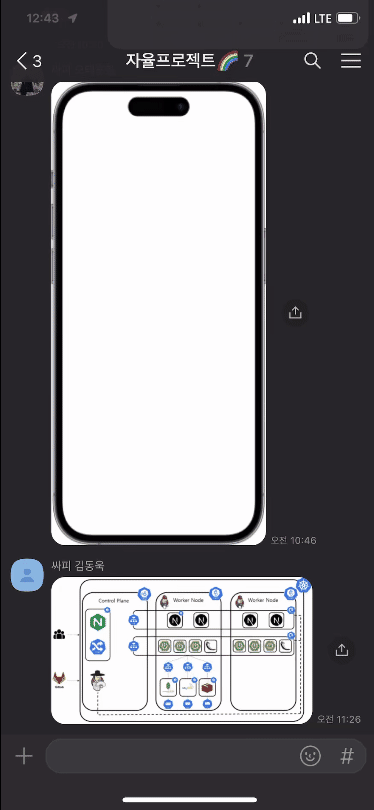 12:43
LTE
3
자율프로젝트🌈 7
오전 10:46
싸피 김동욱
Control Plane
Worker Node
Worker Node
오전 11:26
#